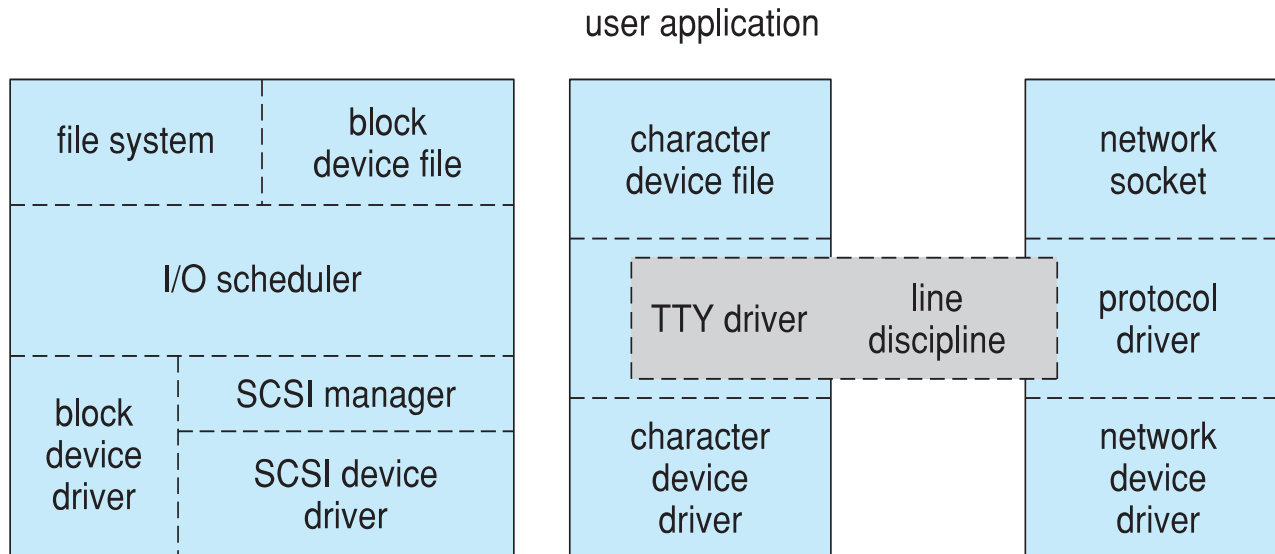 user application
file system
block
device file
I/O scheduler
block
device
driver
SCSI manager
SCSI device
driver
character
device file
TTY driver
line
discipline
character
device
driver
network
socket
protocol
driver
network
device
driver